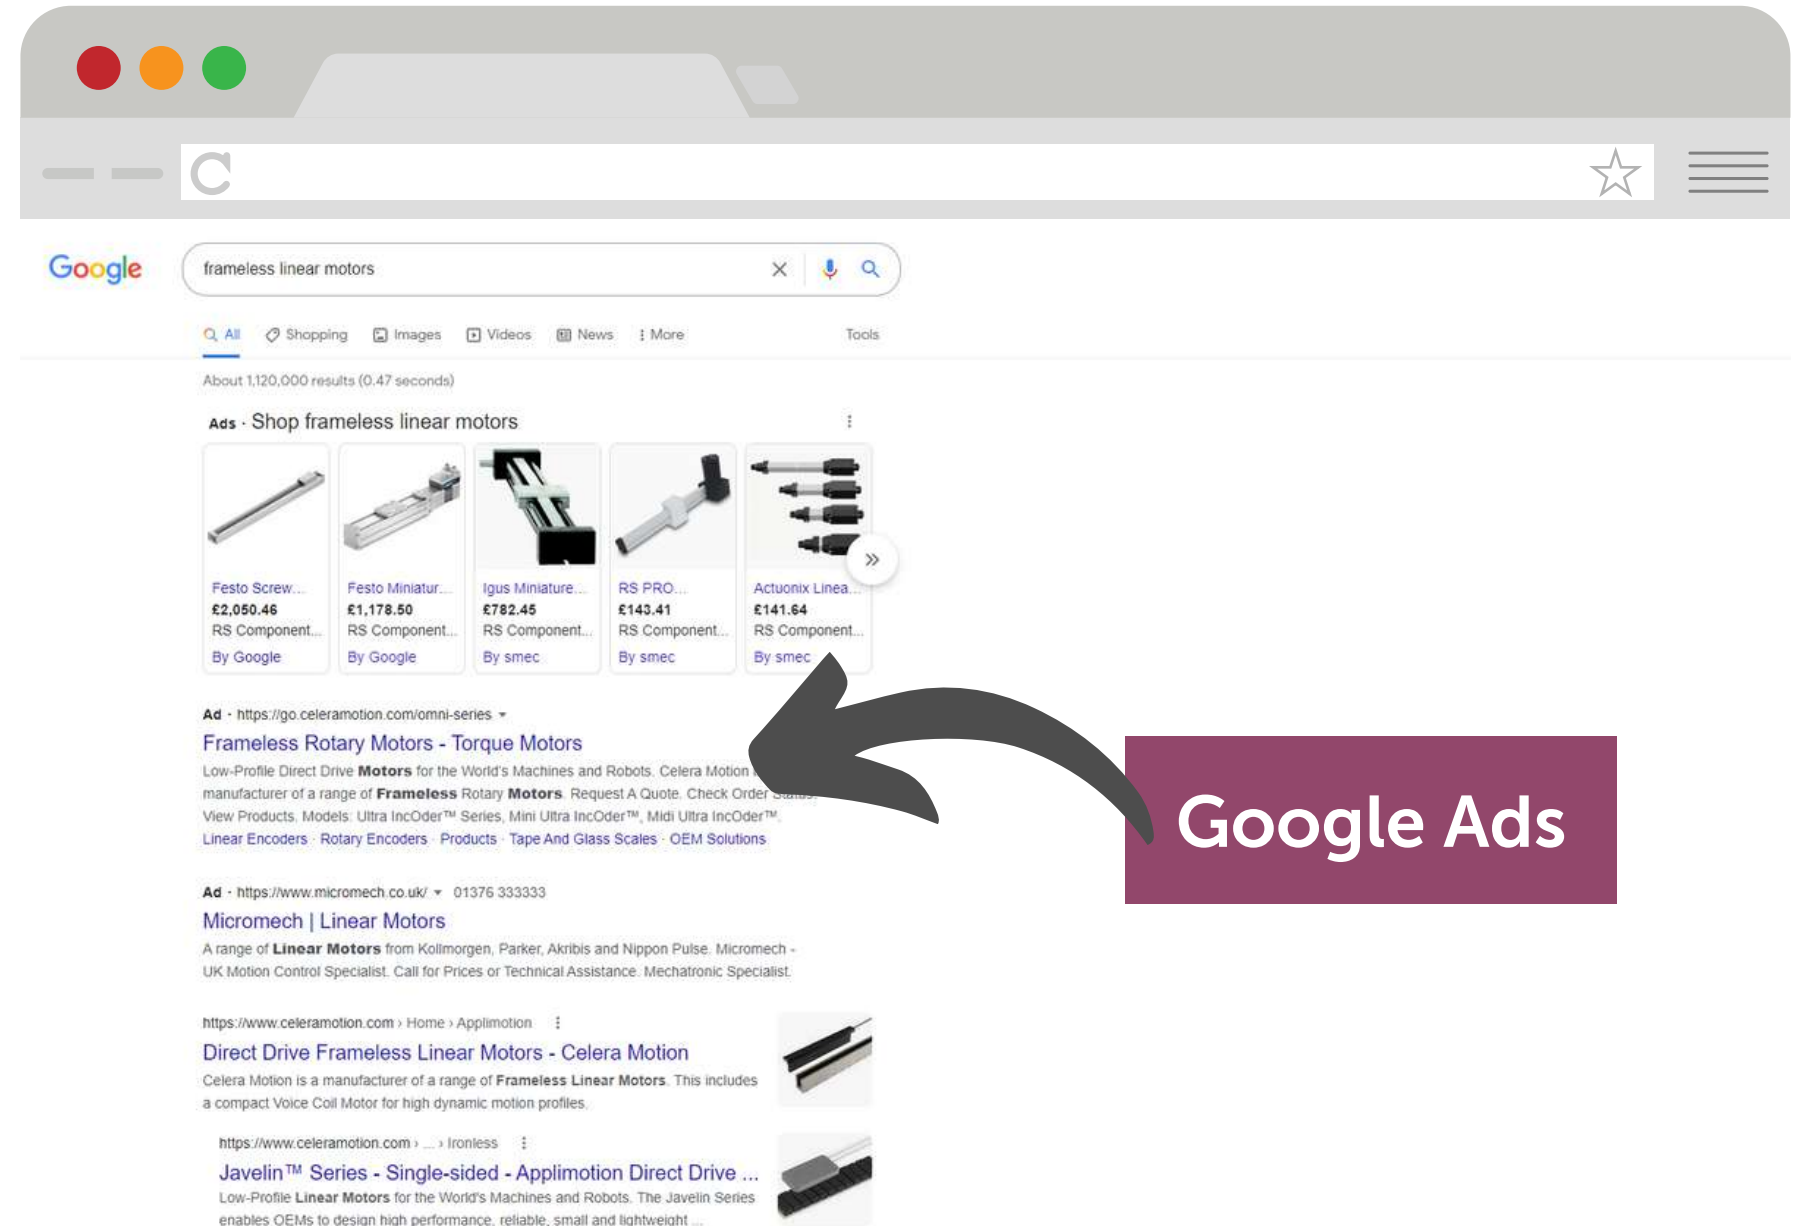 Google
frameless linear motors
All Shopping Images Videos News More Tools
About 1,120,000 results (0.47 seconds)
Ads · Shop frameless linear motors
Festo Screw...
£2,050.46
RS Component...
By Google
Festo Miniatur...
£1,178.50
RS Component...
By Google
Igus Miniature...
£782.45
RS Component...
By smec
RS PRO...
£143.41
RS Component...
By smec
Actuonix Linea...
£141.64
RS Component...
By smec
Ad · https://go.celeramotion.com/omni-series
Frameless Rotary Motors - Torque Motors
Low-Profile Direct Drive Motors for the World's Machines and Robots. Celera Motion
manufacturer of a range of Frameless Rotary Motors. Request A Quote. Check Order Status.
View Products. Models: Ultra IncOder™ Series, Mini Ultra IncOder™, Midi Ultra IncOder™.
Linear Encoders · Rotary Encoders · Products · Tape And Glass Scales · OEM Solutions
Google Ads
Ad · https://www.micromech.co.uk/ 01376 333333
Micromech | Linear Motors
A range of Linear Motors from Kollmorgen, Parker, Akribis and Nippon Pulse. Micromech -
UK Motion Control Specialist. Call for Prices or Technical Assistance. Mechatronic Specialist.
https://www.celeramotion.com › Home › Applimotion
Direct Drive Frameless Linear Motors - Celera Motion
Celera Motion is a manufacturer of a range of Frameless Linear Motors. This includes
a compact Voice Coil Motor for high dynamic motion profiles.
https://www.celeramotion.com › ... › Ironless
Javelin™ Series - Single-sided - Applimotion Direct Drive ...
Low-Profile Linear Motors for the World's Machines and Robots. The Javelin Series
enables OEMs to design high performance, reliable, small and lightweight ...